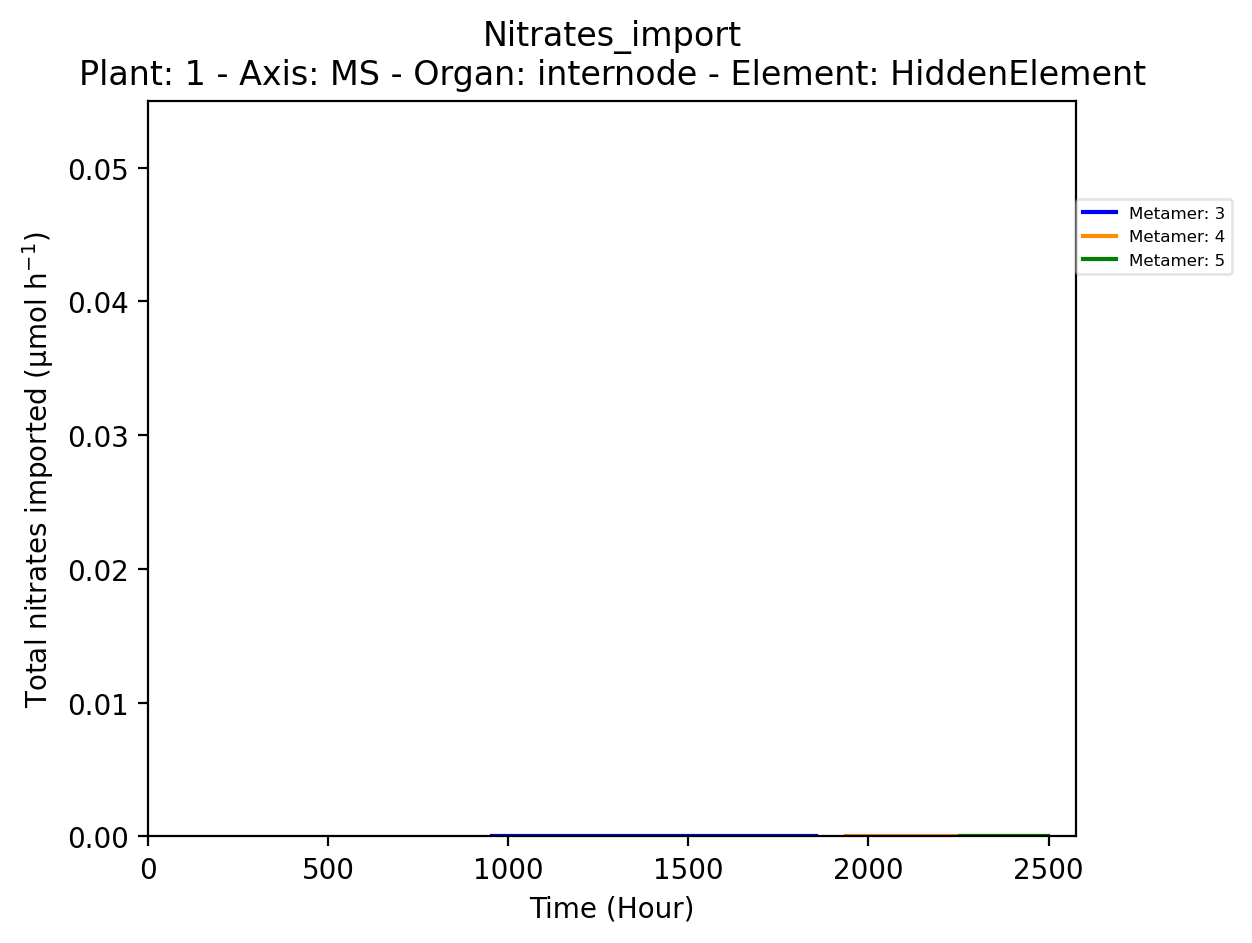 Nitrates_import
Plant: 1 - Axis: MS - Organ: internode - Element: HiddenElement
Total nitrates imported (µmol h⁻¹)
0.05
0.04
0.03
0.02
0.01
0.00
Metamer: 3
Metamer: 4
Metamer: 5
0 500 1000 1500 2000 2500
Time (Hour)